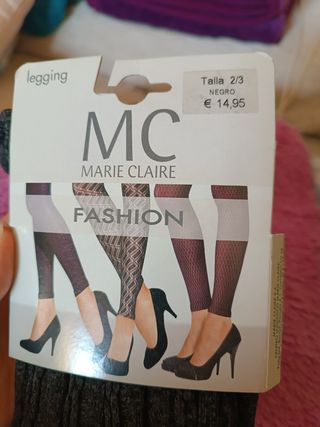 legging
Talla 2/3
NEGRO
€ 14,95
MC
MARIE CLAIRE
FASHION